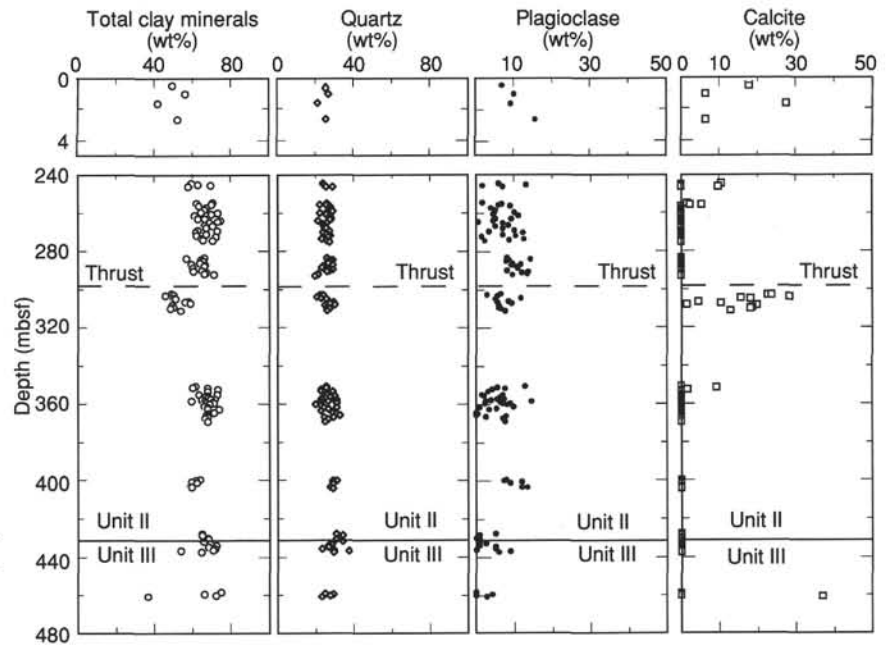 Total clay minerals
(wt%)
Quartz
(wt%)
Plagioclase
(wt%)
Calcite
(wt%)
0 40 80
0 40 80
10 30 50
0 10 30 50
0
4
240
280
320
360
400
440
480
Depth (mbsf)
Thrust
Thrust
Thrust
Thrust
Unit II
Unit II
Unit II
Unit II
Unit III
Unit III
Unit III
Unit III